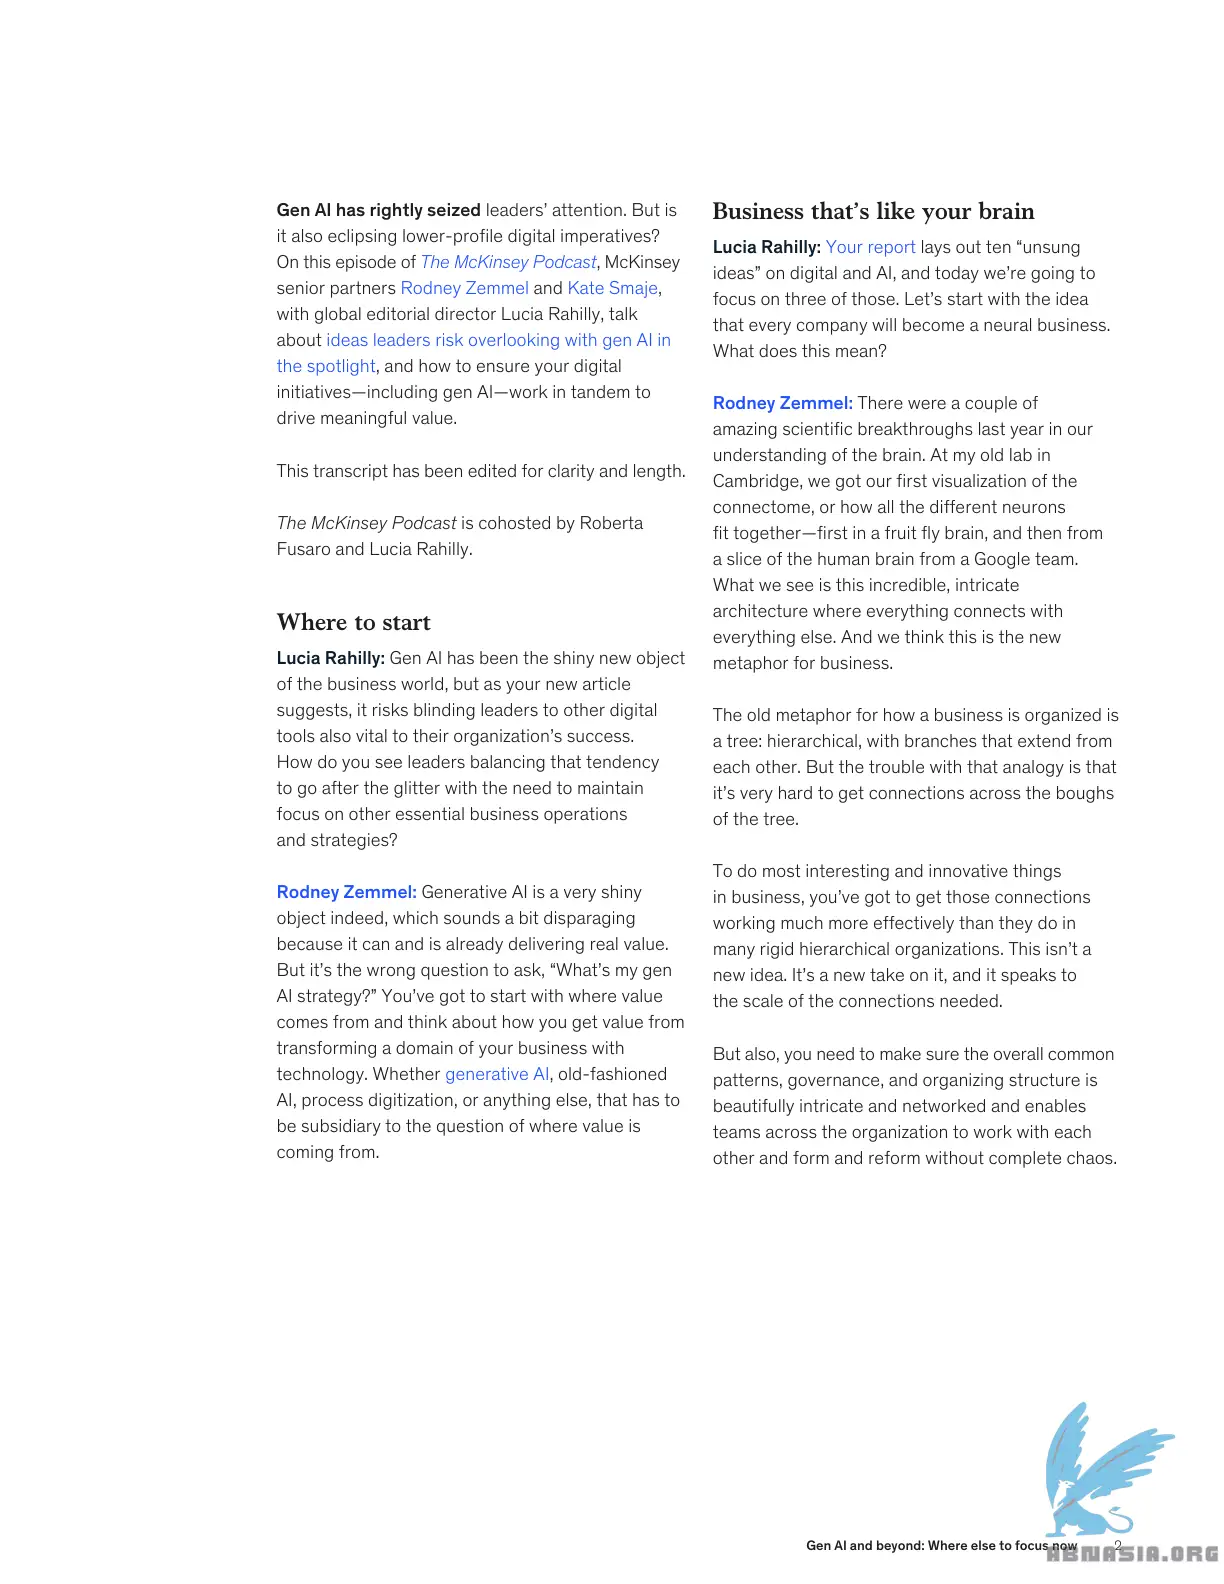 Gen AI has rightly seized leaders’ attention. But is
it also eclipsing lower-profile digital imperatives?
On this episode of The McKinsey Podcast, McKinsey
senior partners Rodney Zemmel and Kate Smaje,
with global editorial director Lucia Rahilly, talk
about ideas leaders risk overlooking with gen AI in
the spotlight, and how to ensure your digital
initiatives—including gen AI—work in tandem to
drive meaningful value.
This transcript has been edited for clarity and length.
The McKinsey Podcast is cohosted by Roberta
Fusaro and Lucia Rahilly.
Where to start
Lucia Rahilly: Gen AI has been the shiny new object
of the business world, but as your new article
suggests, it risks blinding leaders to other digital
tools also vital to their organization’s success.
How do you see leaders balancing that tendency
to go after the glitter with the need to maintain
focus on other essential business operations
and strategies?
Rodney Zemmel: Generative AI is a very shiny
object indeed, which sounds a bit disparaging
because it can and is already delivering real value.
But it’s the wrong question to ask, “What’s my gen
AI strategy?” You’ve got to start with where value
comes from and think about how you get value from
transforming a domain of your business with
technology. Whether generative AI, old-fashioned
AI, process digitization, or anything else, that has to
be subsidiary to the question of where value is
coming from.
Business that’s like your brain
Lucia Rahilly: Your report lays out ten “unsung
ideas” on digital and AI, and today we’re going to
focus on three of those. Let’s start with the idea
that every company will become a neural business.
What does this mean?
Rodney Zemmel: There were a couple of
amazing scientific breakthroughs last year in our
understanding of the brain. At my old lab in
Cambridge, we got our first visualization of the
connectome, or how all the different neurons
fit together—first in a fruit fly brain, and then from
a slice of the human brain from a Google team.
What we see is this incredible, intricate
architecture where everything connects with
everything else. And we think this is the new
metaphor for business.
The old metaphor for how a business is organized is
a tree: hierarchical, with branches that extend from
each other. But the trouble with that analogy is that
it’s very hard to get connections across the boughs
of the tree.
To do most interesting and innovative things
in business, you’ve got to get those connections
working much more effectively than they do in
many rigid hierarchical organizations. This isn’t a
new idea. It’s a new take on it, and it speaks to
the scale of the connections needed.
But also, you need to make sure the overall common
patterns, governance, and organizing structure is
beautifully intricate and networked and enables
teams across the organization to work with each
other and form and reform without complete chaos.
Gen AI and beyond: Where else to focus now 2
ABNASIA.ORG